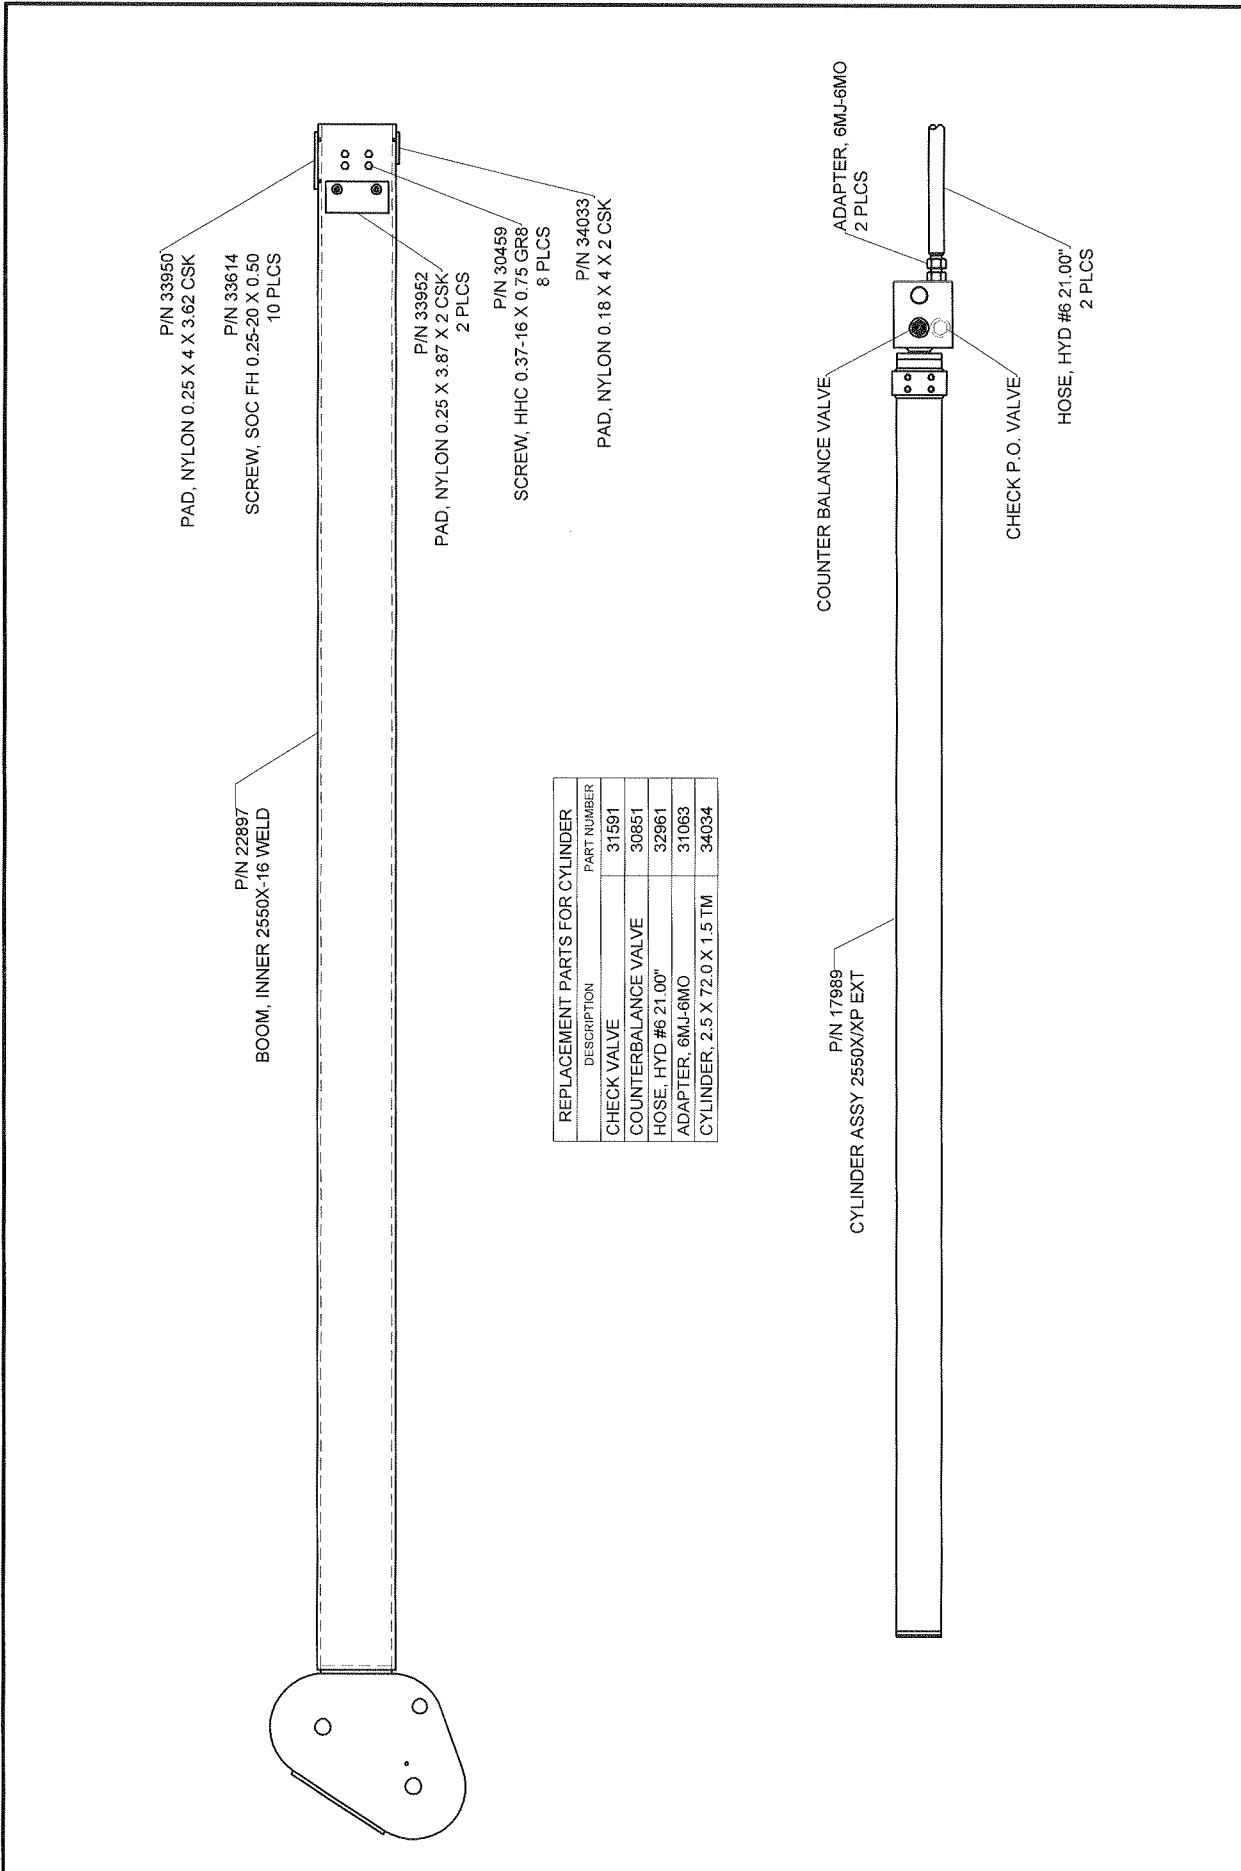 P/N 33950
PAD, NYLON 0.25 X 4 X 3.62 CSK
P/N 33614
SCREW, SOC FH 0.25-20 X 0.50
10 PLCS
P/N 22897
BOOM, INNER 2550X-16 WELD
P/N 33952
PAD, NYLON 0.25 X 3.87 X 2 CSK
2 PLCS
P/N 30459
SCREW, HHC 0.37-16 X 0.75 GR8
8 PLCS
P/N 34033
PAD, NYLON 0.18 X 4 X 2 CSK
REPLACEMENT PARTS FOR CYLINDER
DESCRIPTION PART NUMBER
CHECK VALVE 31591
COUNTERBALANCE VALVE 30851
HOSE, HYD #6 21.00" 32961
ADAPTER, 6MJ-6MO 31063
CYLINDER, 2.5 X 72.0 X 1.5 TM 34034
P/N 17989
CYLINDER ASSY 2550X/XP EXT
COUNTER BALANCE VALVE
ADAPTER, 6MJ-6MO
2 PLCS
CHECK P.O. VALVE
HOSE, HYD #6 21.00"
2 PLCS